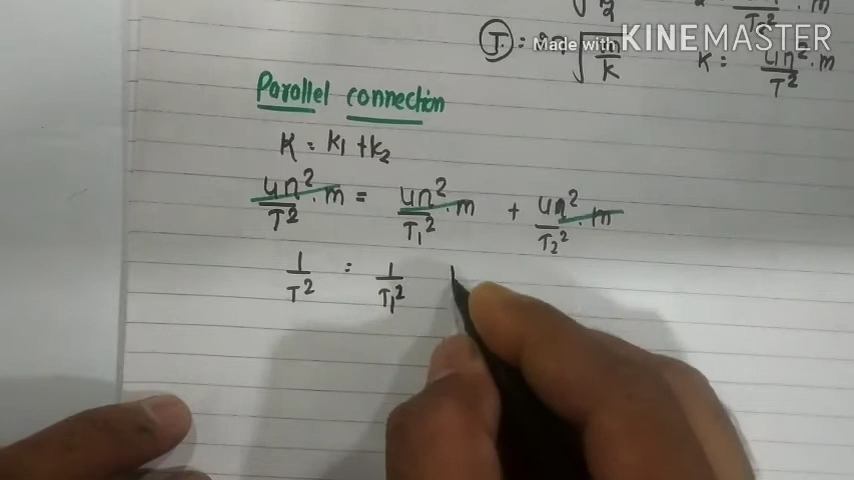 Made with KINEMASTER
T = 2π √m/k K = 4π²/T² · m
Parallel connection
K = k₁ + k₂
4π²/T² · m = 4π²/T₁² · m + 4π²/T₂² · m
1/T² = 1/T₁²